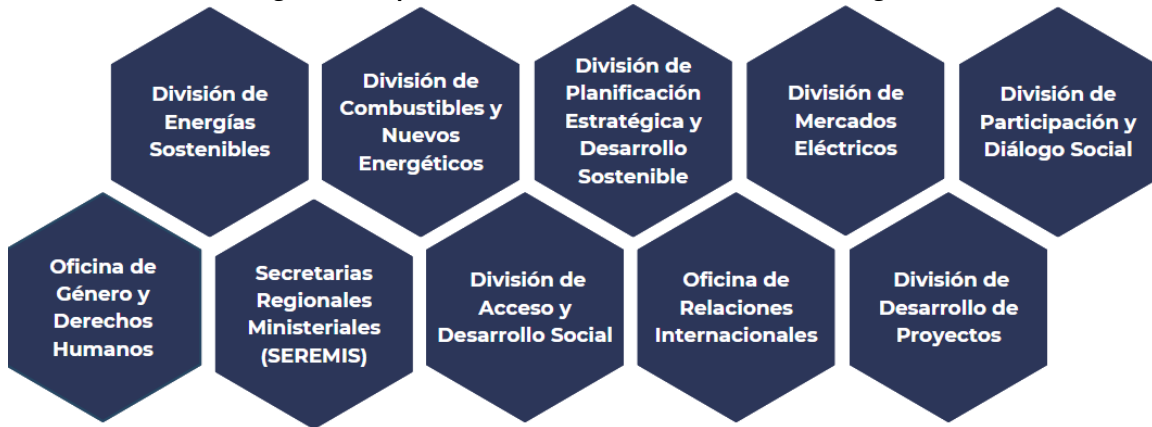 División de
Energías
Sostenibles
División de
Combustibles y
Nuevos
Energéticos
División de
Planificación
Estratégica y
Desarrollo
Sostenible
División de
Mercados
Eléctricos
División de
Participación y
Diálogo Social
Oficina de
Género y
Derechos
Humanos
Secretarias
Regionales
Ministeriales
(SEREMIS)
División de
Acceso y
Desarrollo Social
Oficina de
Relaciones
Internacionales
División de
Desarrollo de
Proyectos